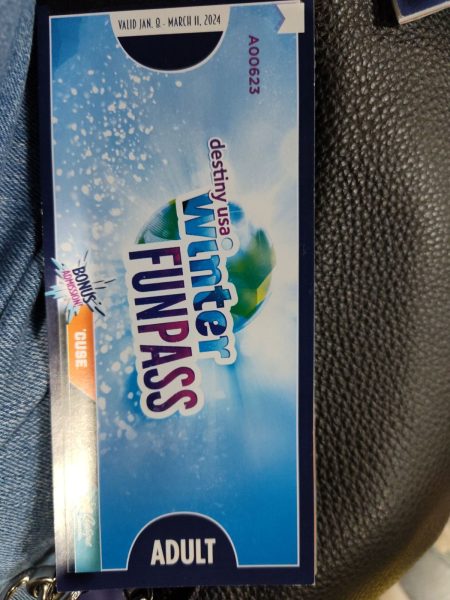 VALID JAN. 8 - MARCH 11, 2024
A00623
destiny usa
Winter
FUNPASS
BONUS
ADMISSION!
'CUSE
ADULT